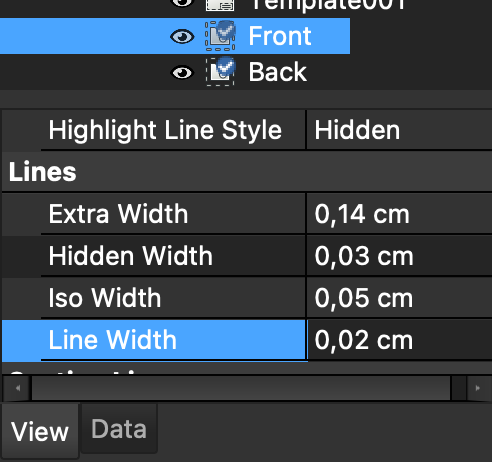 Template001
Front
Back
Highlight Line Style Hidden
Lines
Extra Width 0,14 cm
Hidden Width 0,03 cm
Iso Width 0,05 cm
Line Width 0,02 cm
View Data